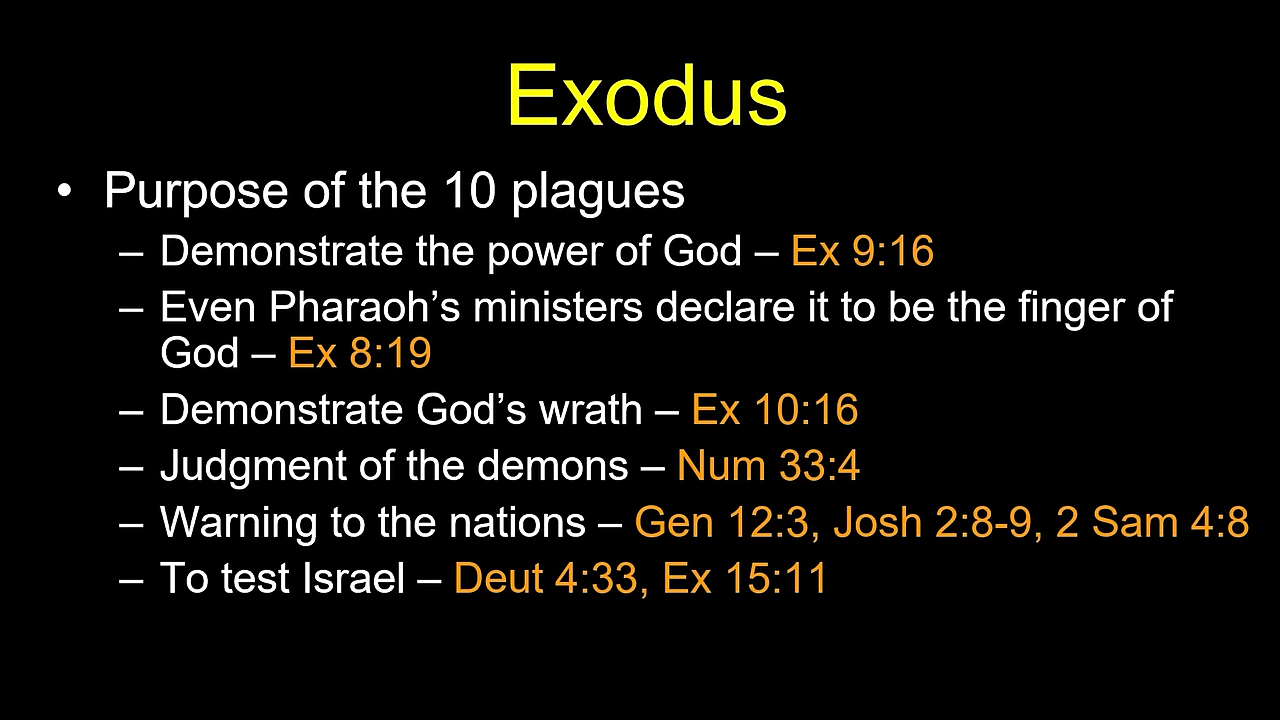 Exodus
• Purpose of the 10 plagues
– Demonstrate the power of God – Ex 9:16
– Even Pharaoh’s ministers declare it to be the finger of
God – Ex 8:19
– Demonstrate God’s wrath – Ex 10:16
– Judgment of the demons – Num 33:4
– Warning to the nations – Gen 12:3, Josh 2:8-9, 2 Sam 4:8
– To test Israel – Deut 4:33, Ex 15:11